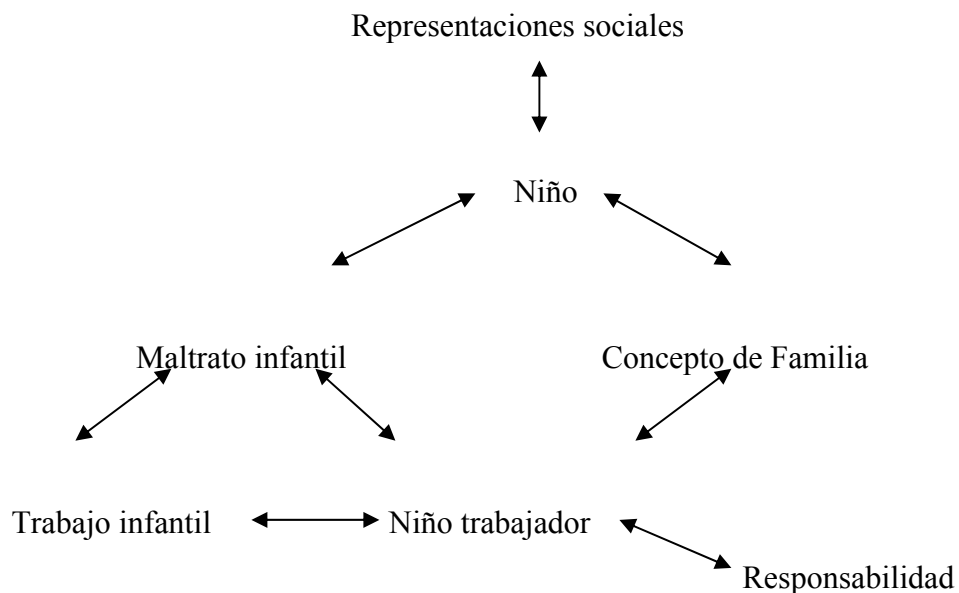 Representaciones sociales
Niño
Maltrato infantil
Concepto de Familia
Trabajo infantil
Niño trabajador
Responsabilidad